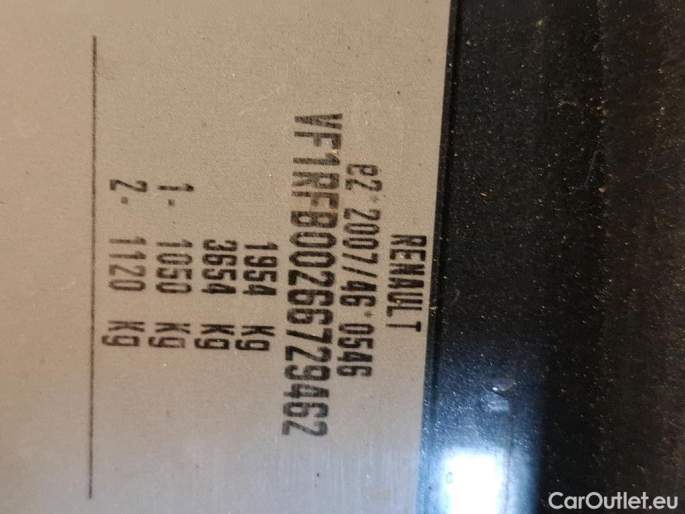 RENAULT
e2*2007/46*0546
VF1RFB00266729462
1954 Kg
3654 Kg
1- 1050 Kg
2- 1120 Kg
CarOutlet.eu